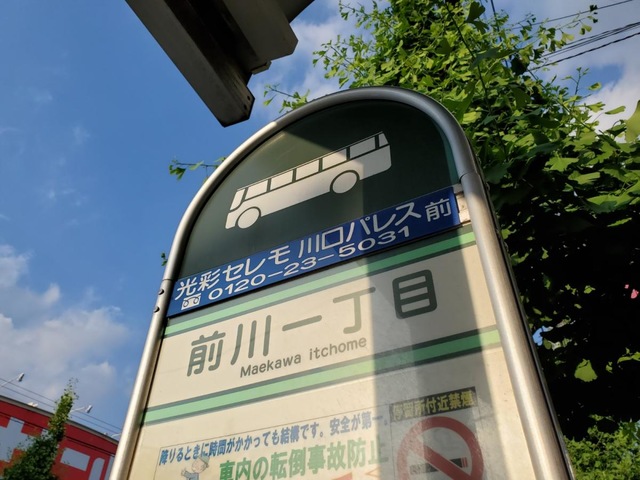 光彩セレモ 川口パレス 前
0120-23-5031
前川一丁目
Maekawa itchome
降りるときに時間がかかっても結構です。安全が第一。
車内の転倒事故防止
停留所付近禁煙